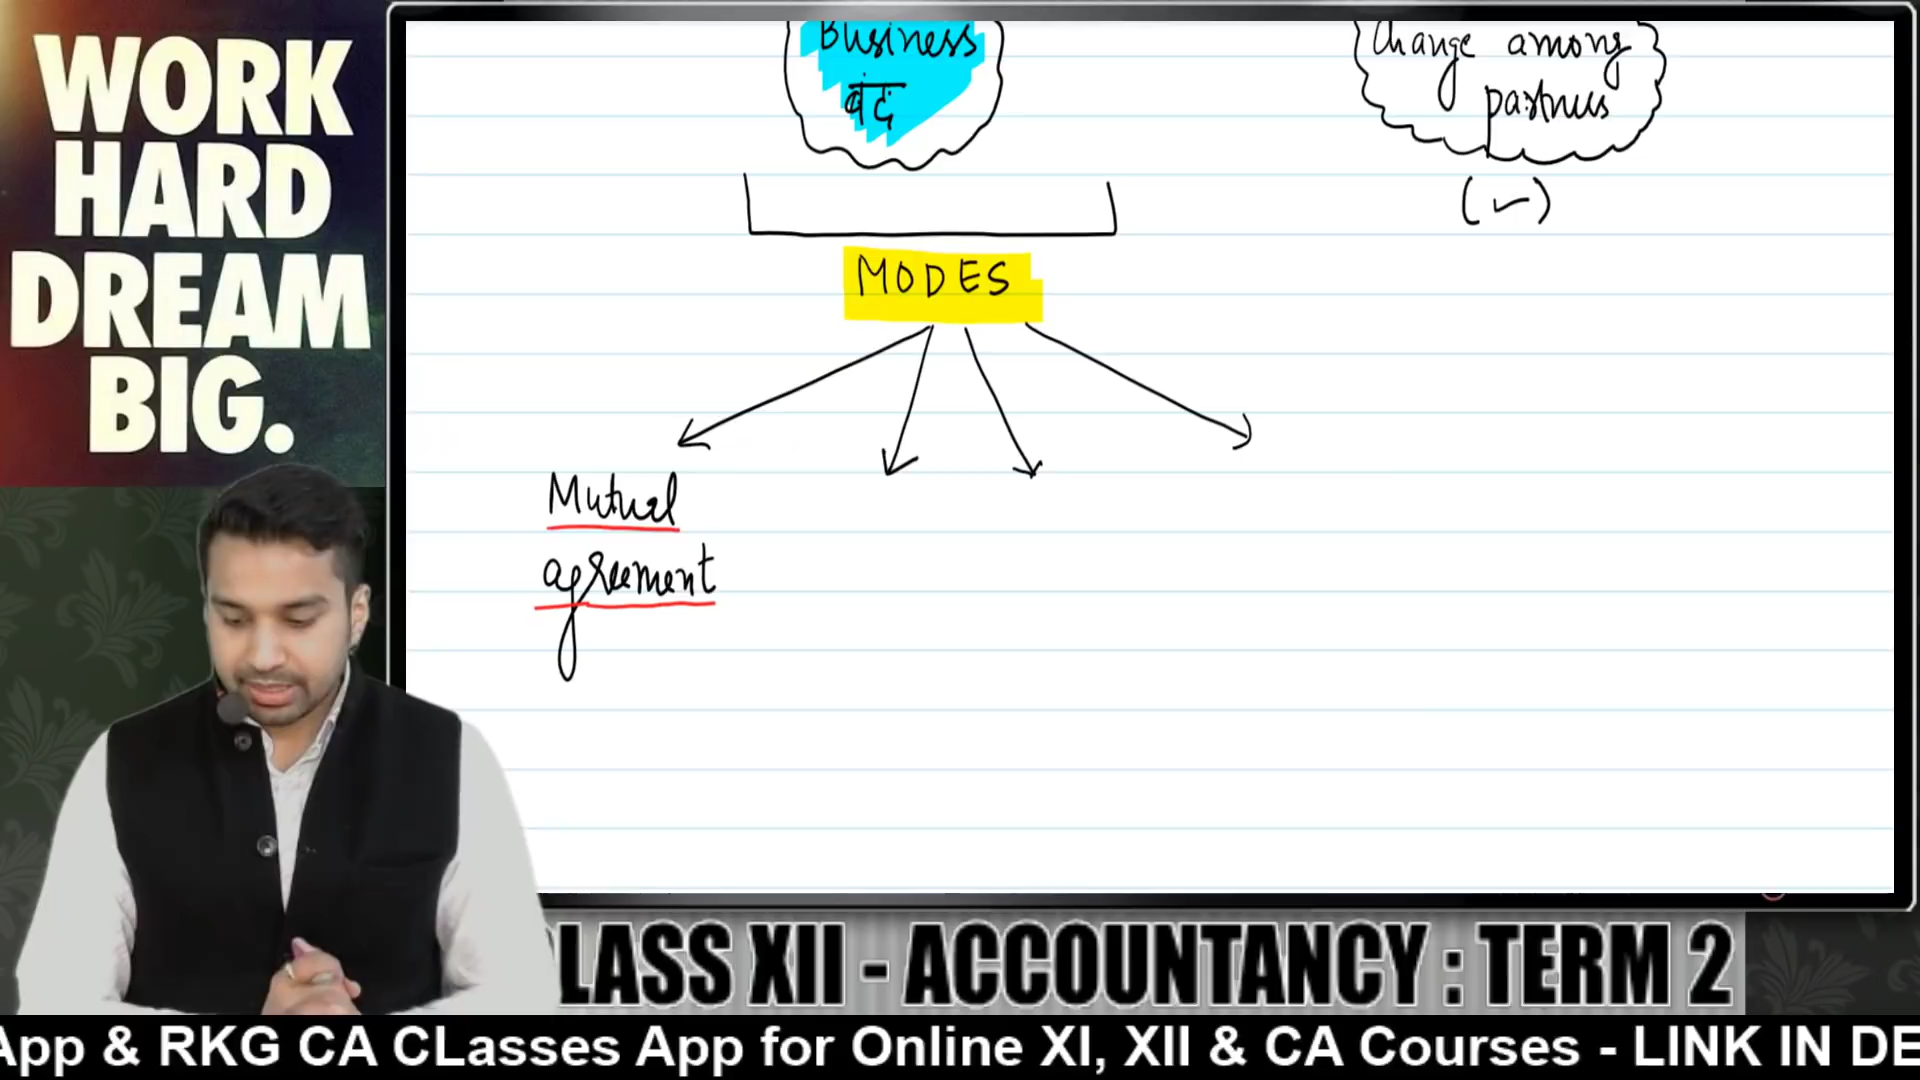 WORK
HARD
DREAM
BIG.
Business
बंद
Change among
partners
(✓)
MODES
Mutual
agreement
LASS XII - ACCOUNTANCY : TERM 2
App & RKG CA CLasses App for Online XI, XII & CA Courses - LINK IN DE